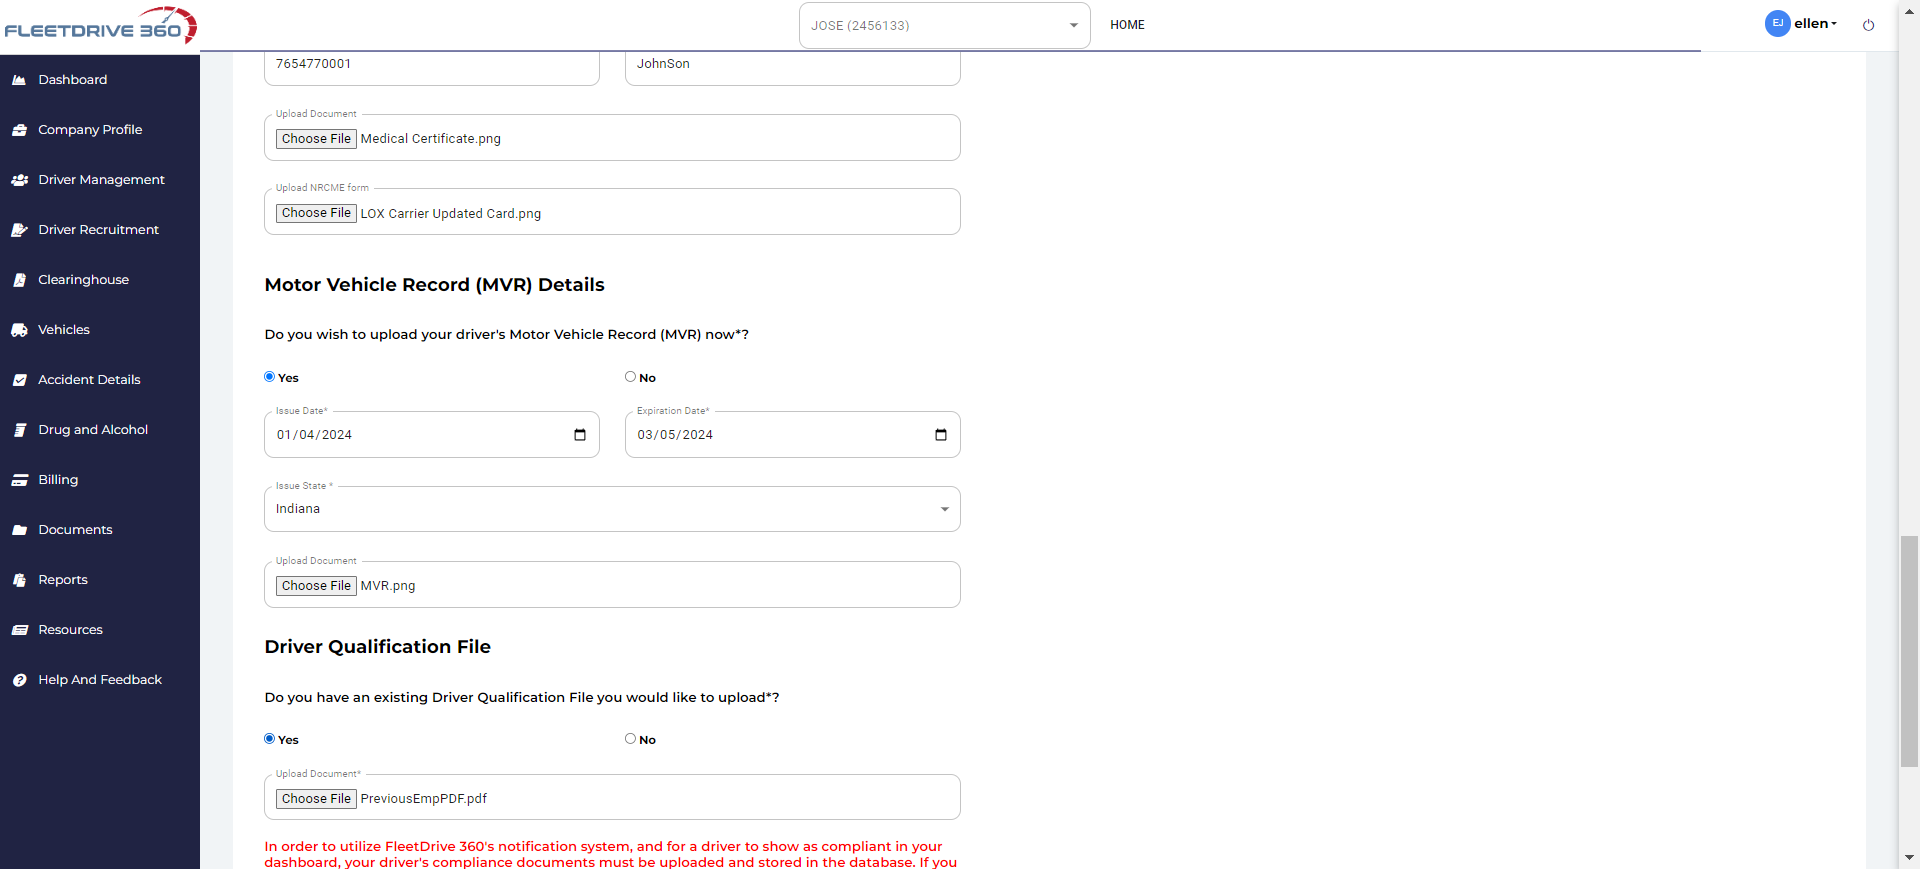 FLEETDRIVE 360
JOSE (2456133)
HOME
EJ
ellen
Dashboard
Company Profile
Driver Management
Driver Recruitment
Clearinghouse
Vehicles
Accident Details
Drug and Alcohol
Billing
Documents
Reports
Resources
Help And Feedback
7654770001
JohnSon
Upload Document
Choose File Medical Certificate.png
Upload NRCME form
Choose File LOX Carrier Updated Card.png
Motor Vehicle Record (MVR) Details
Do you wish to upload your driver's Motor Vehicle Record (MVR) now*?
Yes
No
Issue Date*
01/04/2024
Expiration Date*
03/05/2024
Issue State *
Indiana
Upload Document
Choose File MVR.png
Driver Qualification File
Do you have an existing Driver Qualification File you would like to upload*?
Yes
No
Upload Document*
Choose File PreviousEmpPDF.pdf
In order to utilize FleetDrive 360's notification system, and for a driver to show as compliant in your
dashboard, your driver's compliance documents must be uploaded and stored in the database. If you